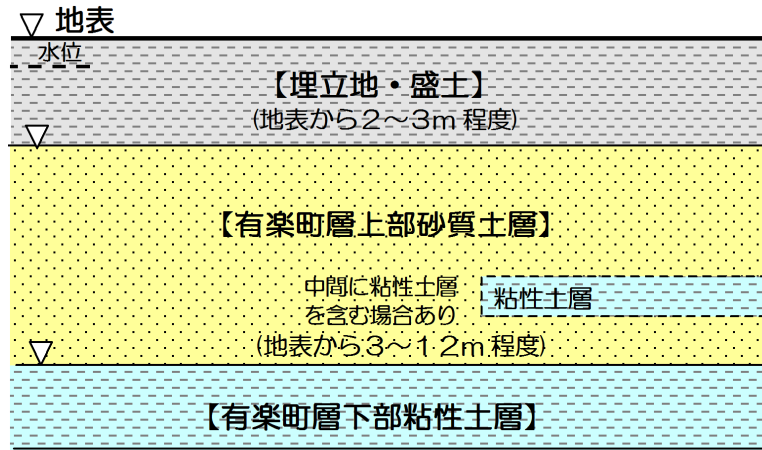 地表
水位
【埋立地・盛土】
(地表から2～3m 程度)
【有楽町層上部砂質土層】
中間に粘性土層
を含む場合あり
粘性土層
(地表から3～12m 程度)
【有楽町層下部粘性土層】